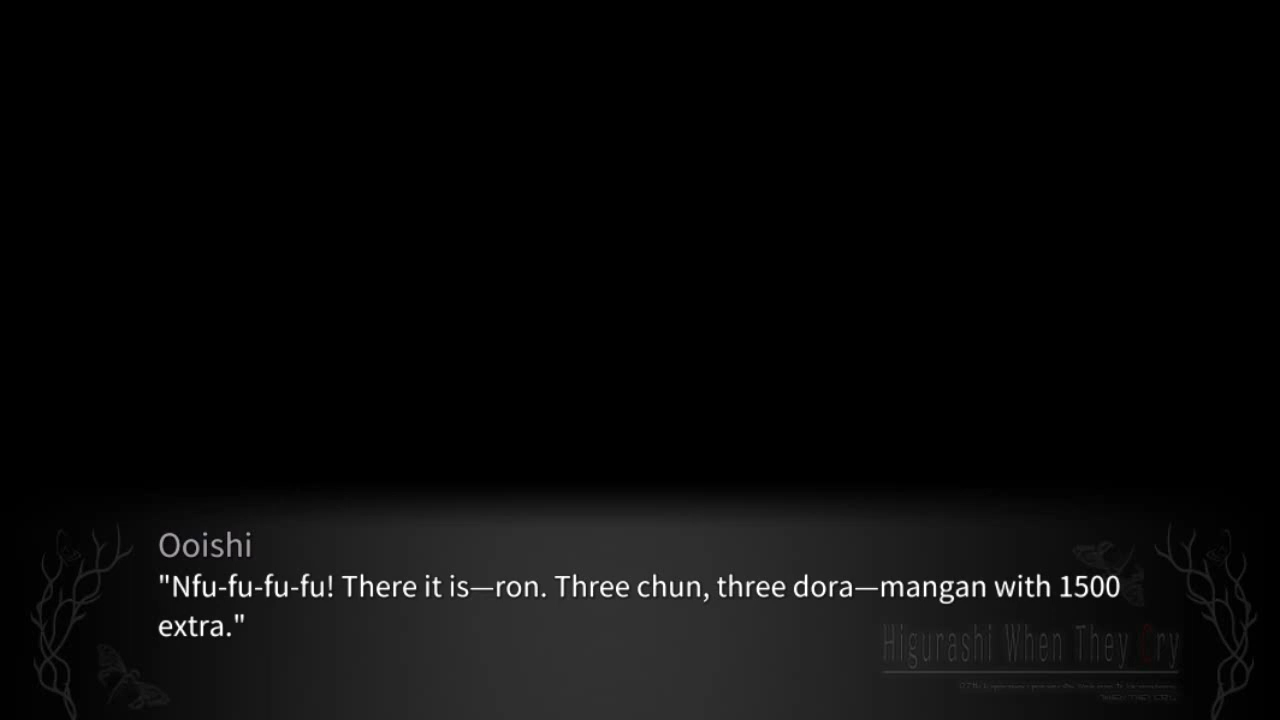 Ooishi
"Nfu-fu-fu-fu! There it is—ron. Three chun, three dora—mangan with 1500
extra."
Higurashi When They Cry